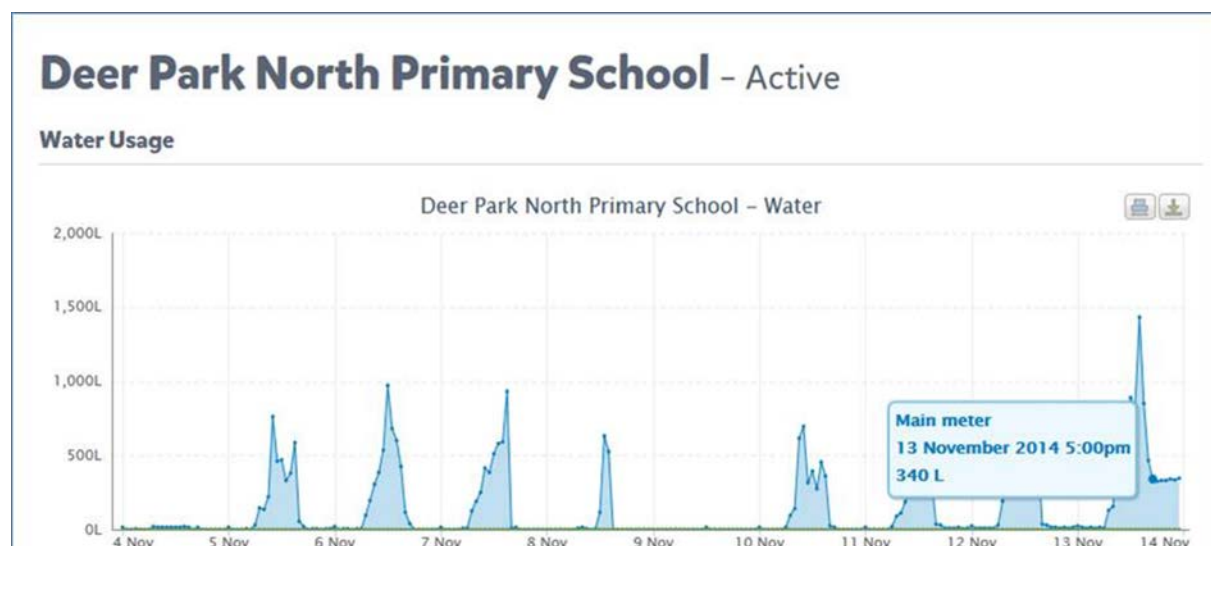 Deer Park North Primary School – Active
Water Usage
Deer Park North Primary School – Water
2,000L
1,500L
1,000L
500L
0L
Main meter
13 November 2014 5:00pm
340 L
4 Nov 5 Nov 6 Nov 7 Nov 8 Nov 9 Nov 10 Nov 11 Nov 12 Nov 13 Nov 14 Nov